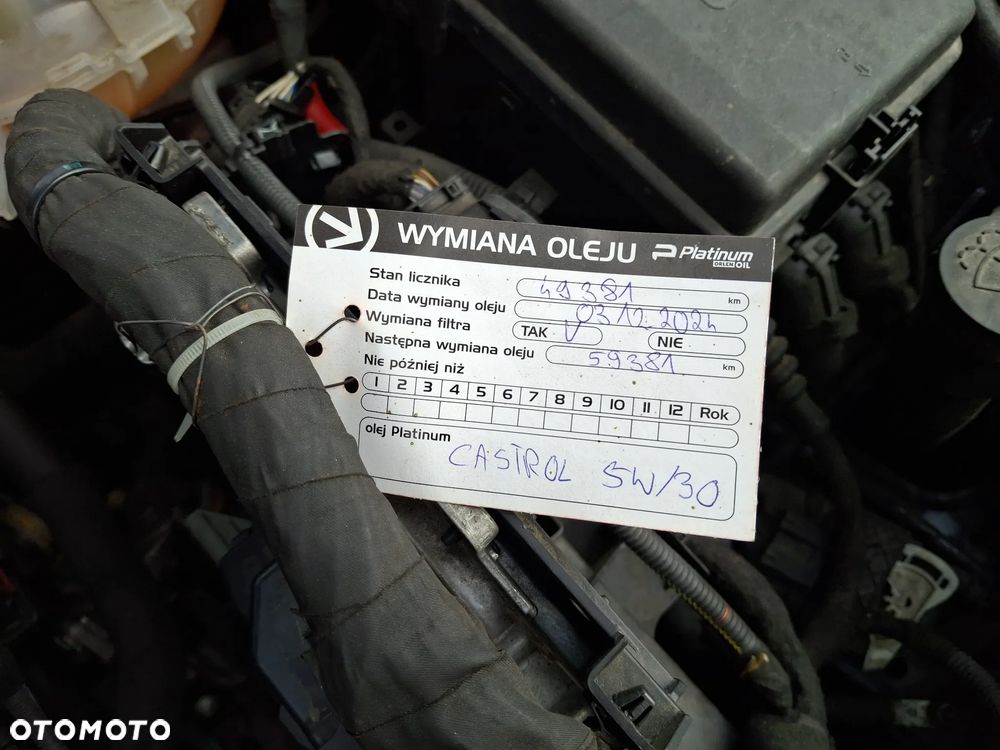 WYMIANA OLEJU Platinum ORLEN OIL
Stan licznika 49381 km
Data wymiany oleju 03.12.2024
Wymiana filtra TAK V NIE
Następna wymiana oleju 59381 km
Nie później niż
1 2 3 4 5 6 7 8 9 10 11 12 Rok
olej Platinum
CASTROL 5W/30
OTOMOTO